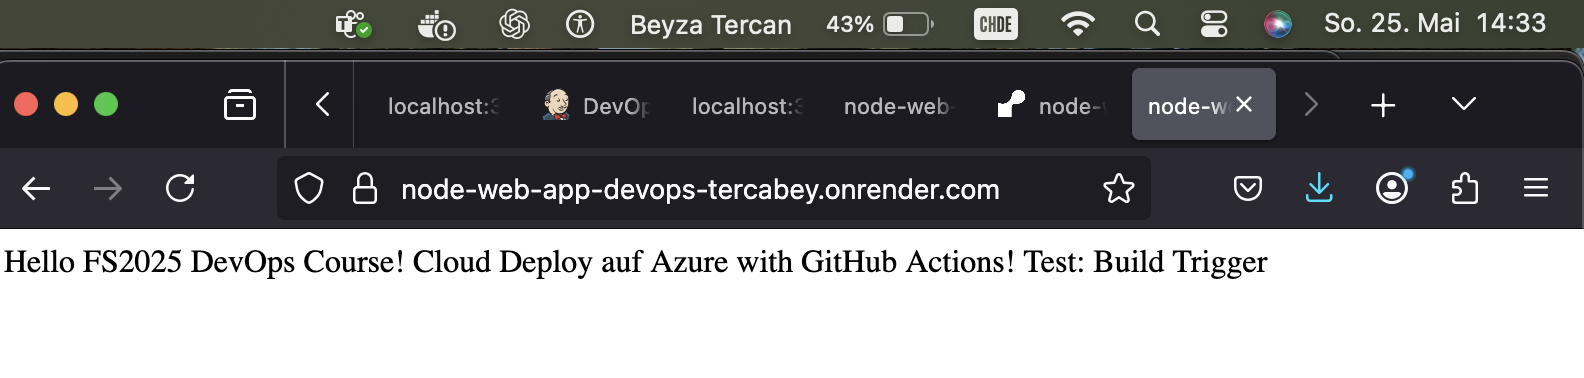 Beyza Tercan 43% CHDE So. 25. Mai 14:33
localhost:3 DevOp localhost:3 node-web- node- node-w
node-web-app-devops-tercabey.onrender.com
Hello FS2025 DevOps Course! Cloud Deploy auf Azure with GitHub Actions! Test: Build Trigger